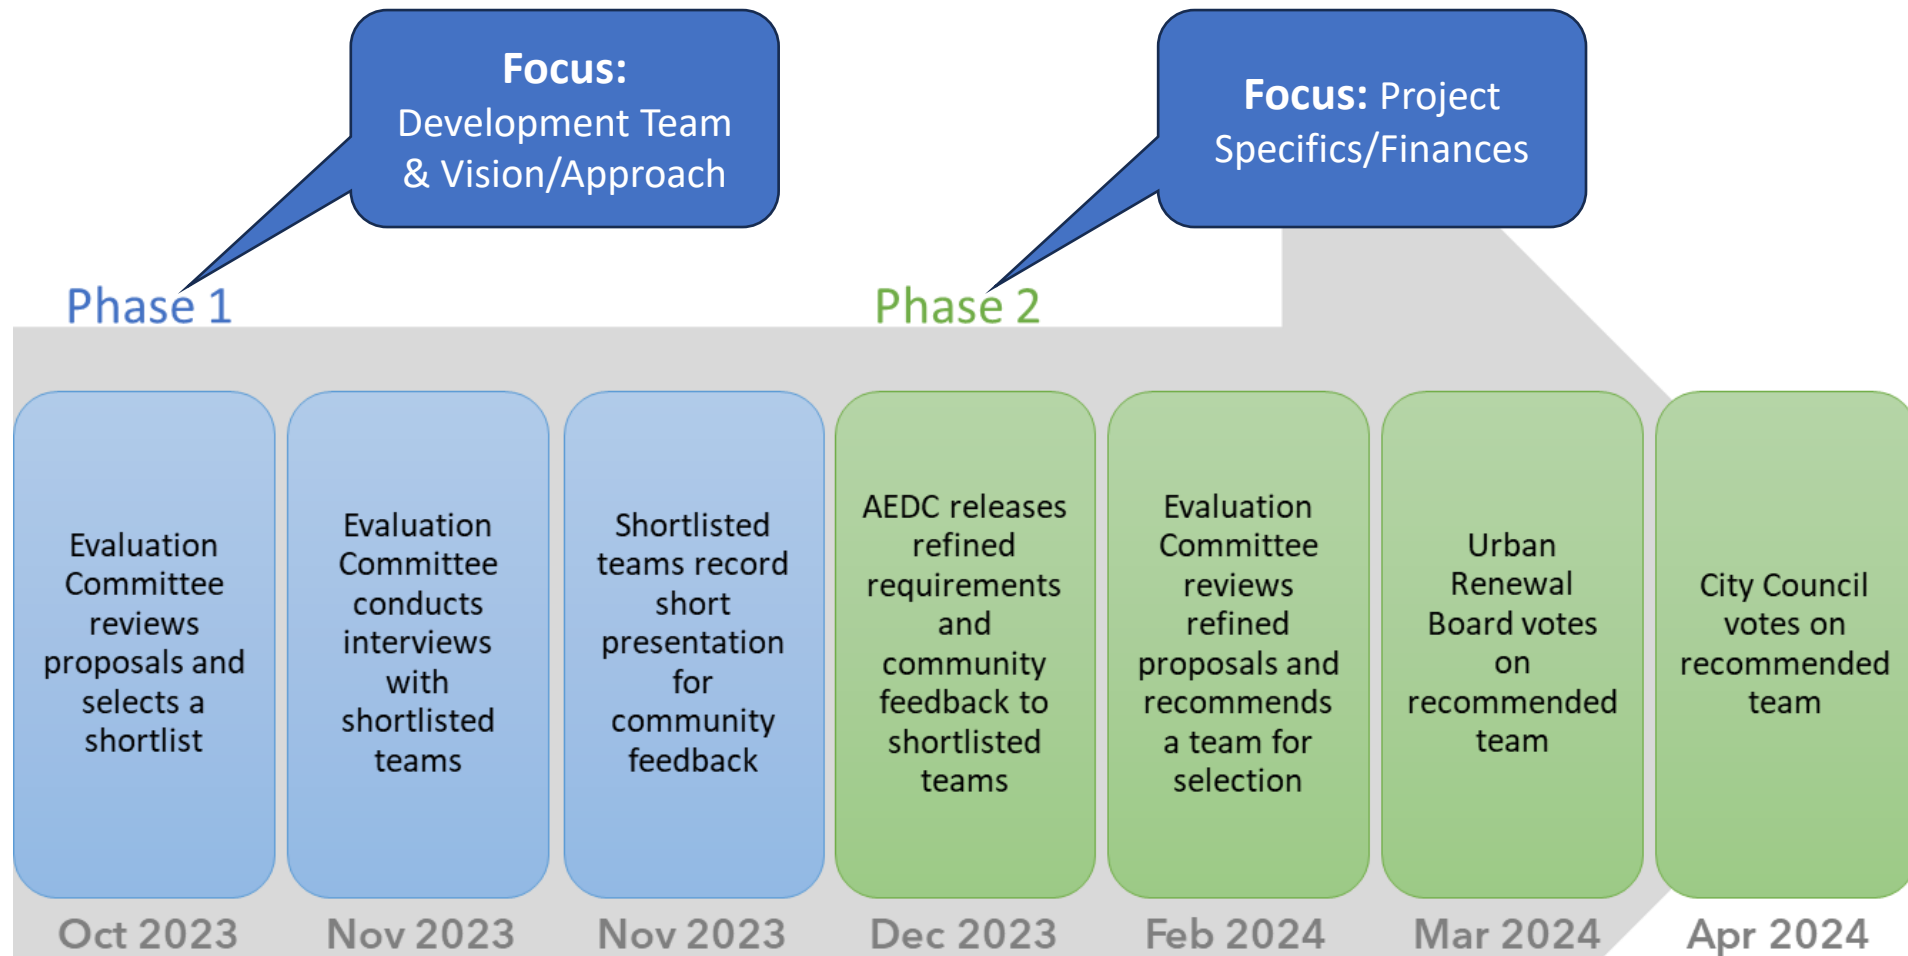 Focus:
Development Team
& Vision/Approach
Focus: Project
Specifics/Finances
Phase 1
Phase 2
Evaluation
Committee
reviews
proposals and
selects a
shortlist
Evaluation
Committee
conducts
interviews
with
shortlisted
teams
Shortlisted
teams record
short
presentation
for
community
feedback
AEDC releases
refined
requirements
and
community
feedback to
shortlisted
teams
Evaluation
Committee
reviews
refined
proposals and
recommends
a team for
selection
Urban
Renewal
Board votes
on
recommended
team
City Council
votes on
recommended
team
Oct 2023
Nov 2023
Nov 2023
Dec 2023
Feb 2024
Mar 2024
Apr 2024